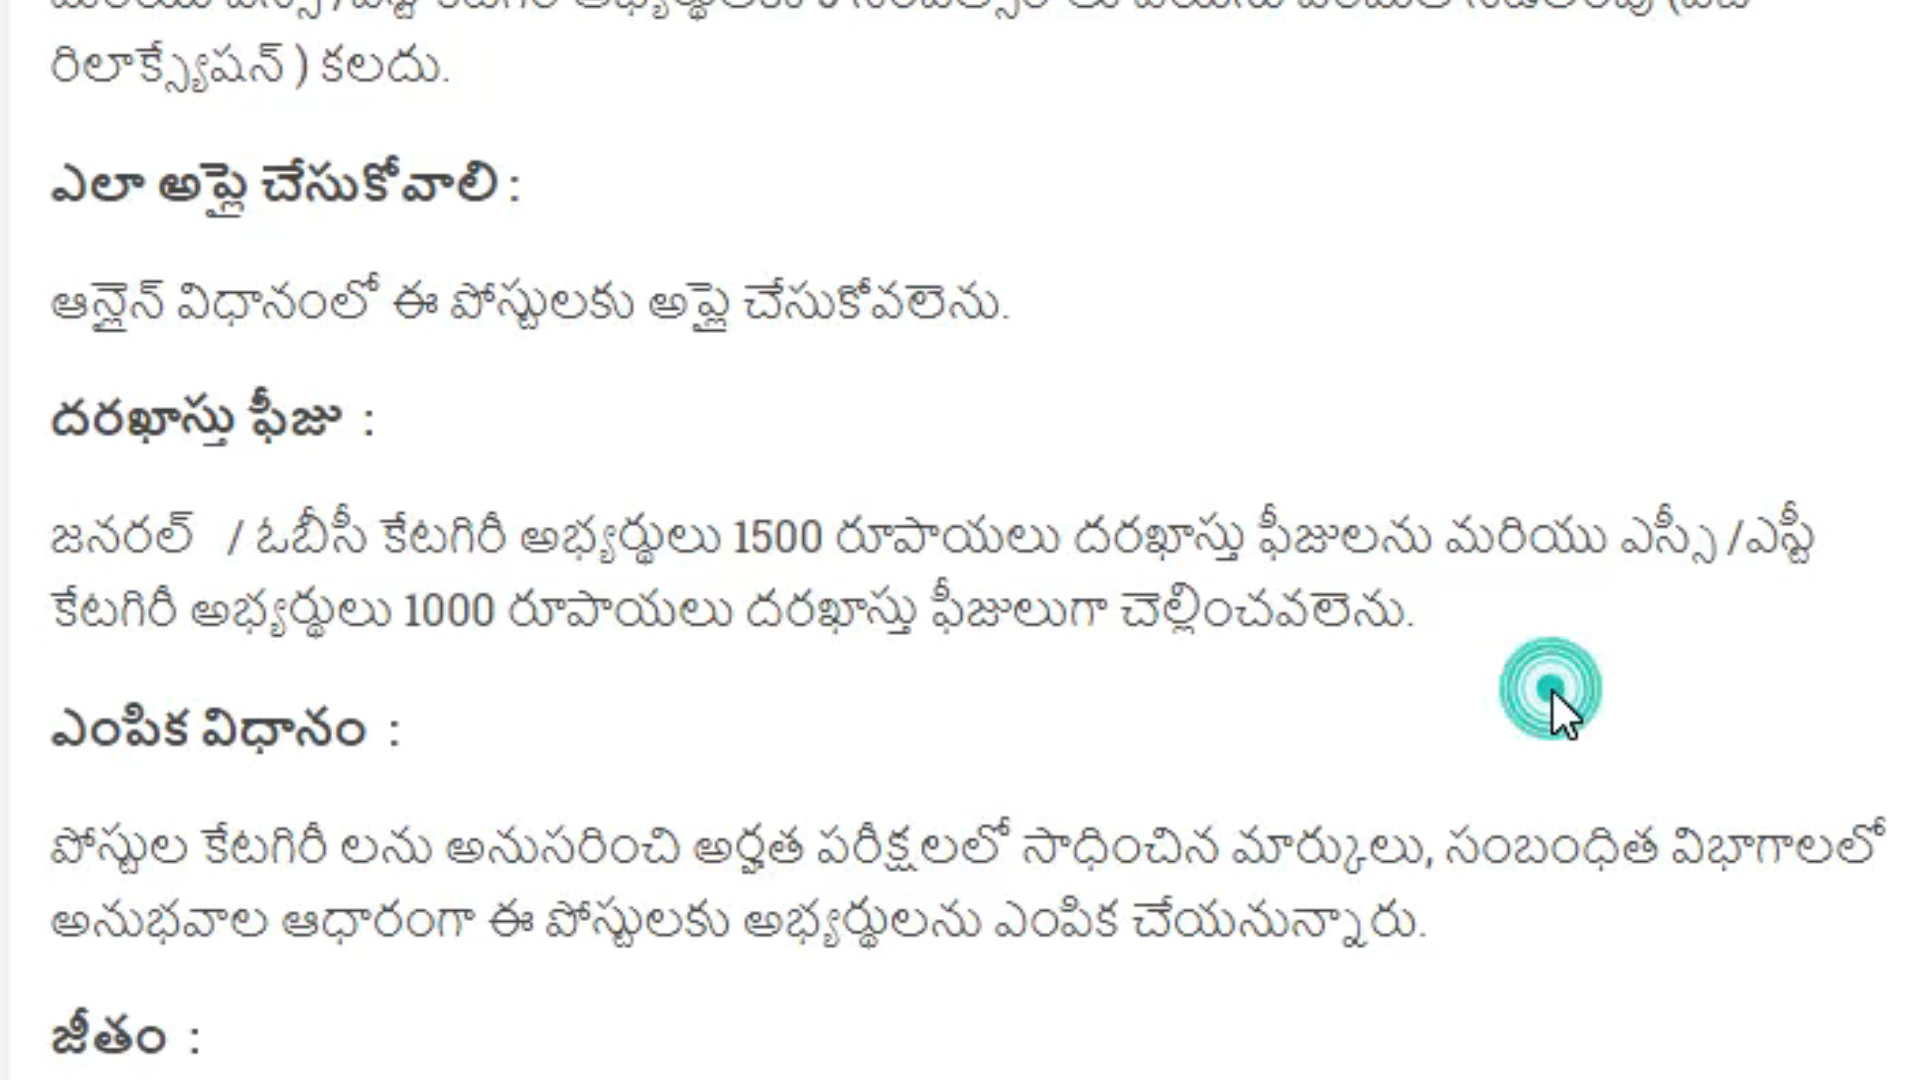 రిలాక్స్యేషన్ ) కలదు.
ఎలా అప్లై చేసుకోవాలి :
ఆన్లైన్ విధానంలో ఈ పోస్టులకు అప్లై చేసుకోవలెను.
దరఖాస్తు ఫీజు :
జనరల్ / ఓబీసీ కేటగిరీ అభ్యర్థులు 1500 రూపాయలు దరఖాస్తు ఫీజులను మరియు ఎస్సీ /ఎస్టీ
కేటగిరీ అభ్యర్థులు 1000 రూపాయలు దరఖాస్తు ఫీజులుగా చెల్లించవలెను.
ఎంపిక విధానం :
పోస్టుల కేటగిరీ లను అనుసరించి అర్హత పరీక్షలలో సాధించిన మార్కులు, సంబంధిత విభాగాలలో
అనుభవాల ఆధారంగా ఈ పోస్టులకు అభ్యర్థులను ఎంపిక చేయనున్నారు.
జీతం :